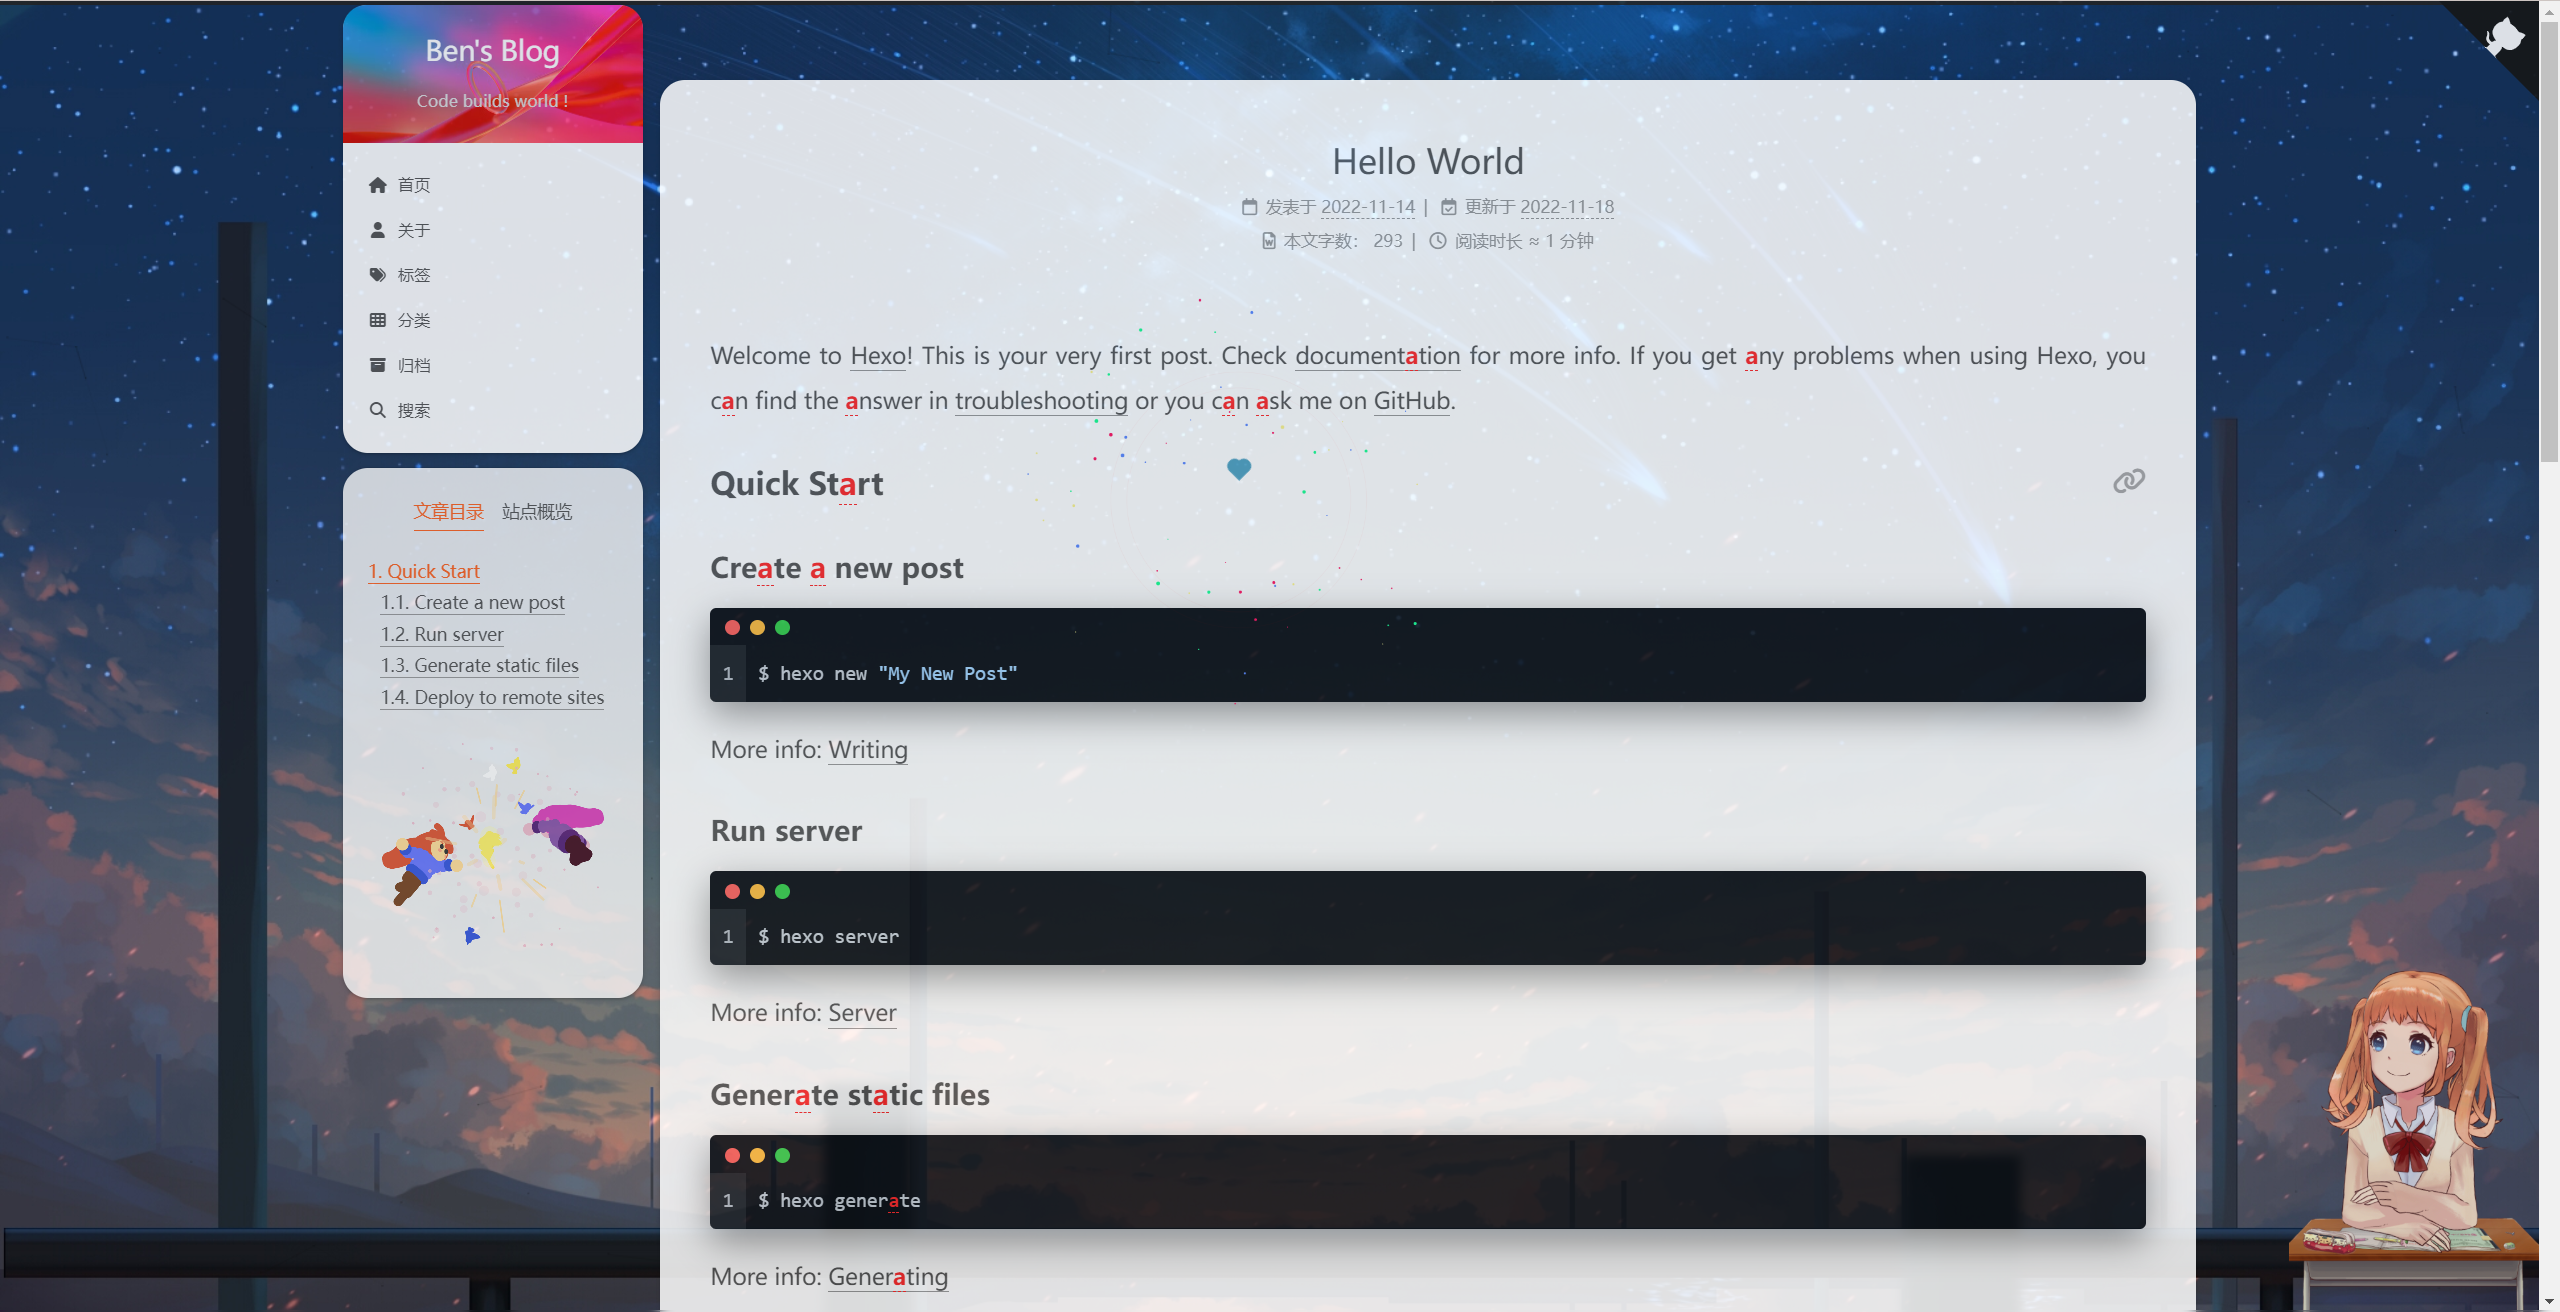 Ben's Blog
Code builds world !
首页
关于
标签
分类
归档
搜索
文章目录 站点概览
1. Quick Start
1.1. Create a new post
1.2. Run server
1.3. Generate static files
1.4. Deploy to remote sites
Hello World
发表于 2022-11-14 | 更新于 2022-11-18
本文字数： 293 | 阅读时长 ≈ 1 分钟
Welcome to Hexo! This is your very first post. Check documentation for more info. If you get any problems when using Hexo, you
can find the answer in troubleshooting or you can ask me on GitHub.
Quick Start
Create a new post
1 $ hexo new "My New Post"
More info: Writing
Run server
1 $ hexo server
More info: Server
Generate static files
1 $ hexo generate
More info: Generating